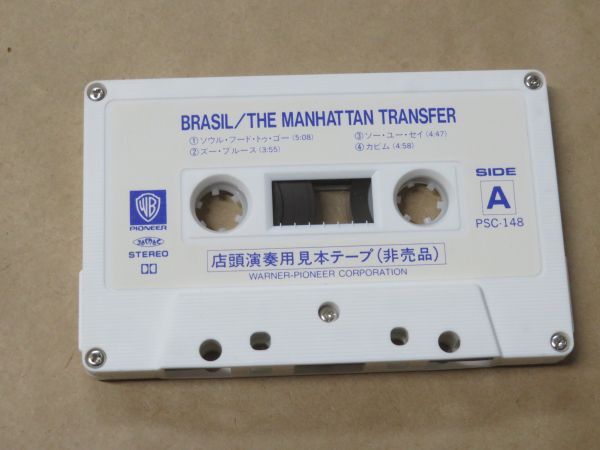 BRASIL/THE MANHATTAN TRANSFER
①ソウル・フード・トゥ・ゴー(5:08)
②ズー・ブルース(3:55)
③ソー・ユー・セイ(4:47)
④カピム(4:58)
SIDE
A
PSC-148
WB
PIONEER
STEREO
店頭演奏用見本テープ(非売品)
WARNER-PIONEER CORPORATION